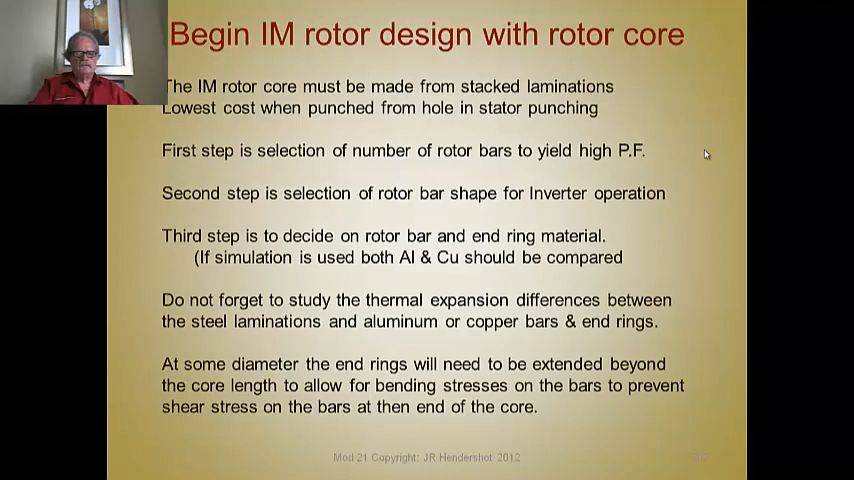 Begin IM rotor design with rotor core
The IM rotor core must be made from stacked laminations
Lowest cost when punched from hole in stator punching
First step is selection of number of rotor bars to yield high P.F.
Second step is selection of rotor bar shape for Inverter operation
Third step is to decide on rotor bar and end ring material.
(If simulation is used both Al & Cu should be compared
Do not forget to study the thermal expansion differences between
the steel laminations and aluminum or copper bars & end rings.
At some diameter the end rings will need to be extended beyond
the core length to allow for bending stresses on the bars to prevent
shear stress on the bars at then end of the core.
Mod 21 Copyright: JR Hendershot 2012